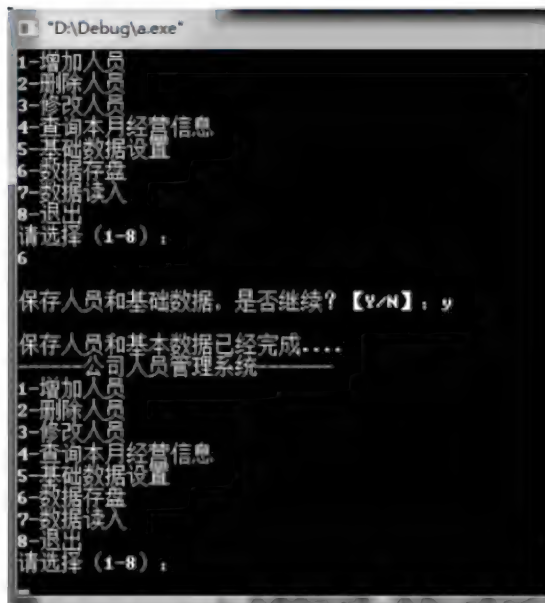 "D:\Debug\a.exe"
1-增加人员
2-删除人员
3-修改人员
4-查询本月经营信息
5-基础数据设置
6-数据存盘
7-数据读入
8-退出
请选择（1-8）：
6
保存人员和基础数据，是否继续？【Y/N】：y
保存人员和基本数据已经完成....
------公司人员管理系统-------
1-增加人员
2-删除人员
3-修改人员
4-查询本月经营信息
5-基础数据设置
6-数据存盘
7-数据读入
8-退出
请选择（1-8）：